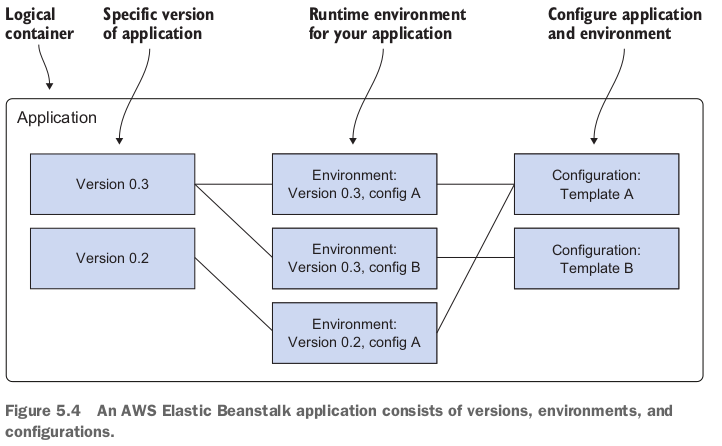 Logical
container
Specific version
of application
Runtime environment
for your application
Configure application
and environment
Application
Version 0.3
Environment:
Version 0.3, config A
Configuration:
Template A
Version 0.2
Environment:
Version 0.3, config B
Configuration:
Template B
Environment:
Version 0.2, config A
Figure 5.4 An AWS Elastic Beanstalk application consists of versions, environments, and
configurations.